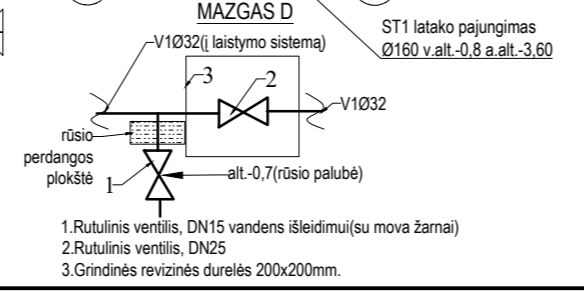 MAZGAS D
ST1 latako pajungimas
Ø160 v.alt.-0,8 a.alt.-3,60
V1Ø32(į laistymo sistemą)
3
2
V1Ø32
rūsio
perdangos
plokštė
1
alt.-0,7(rūsio palubė)
1.Rutulinis ventilis, DN15 vandens išleidimui(su mova žarnai)
2.Rutulinis ventilis, DN25
3.Grindinės revizinės durelės 200x200mm.